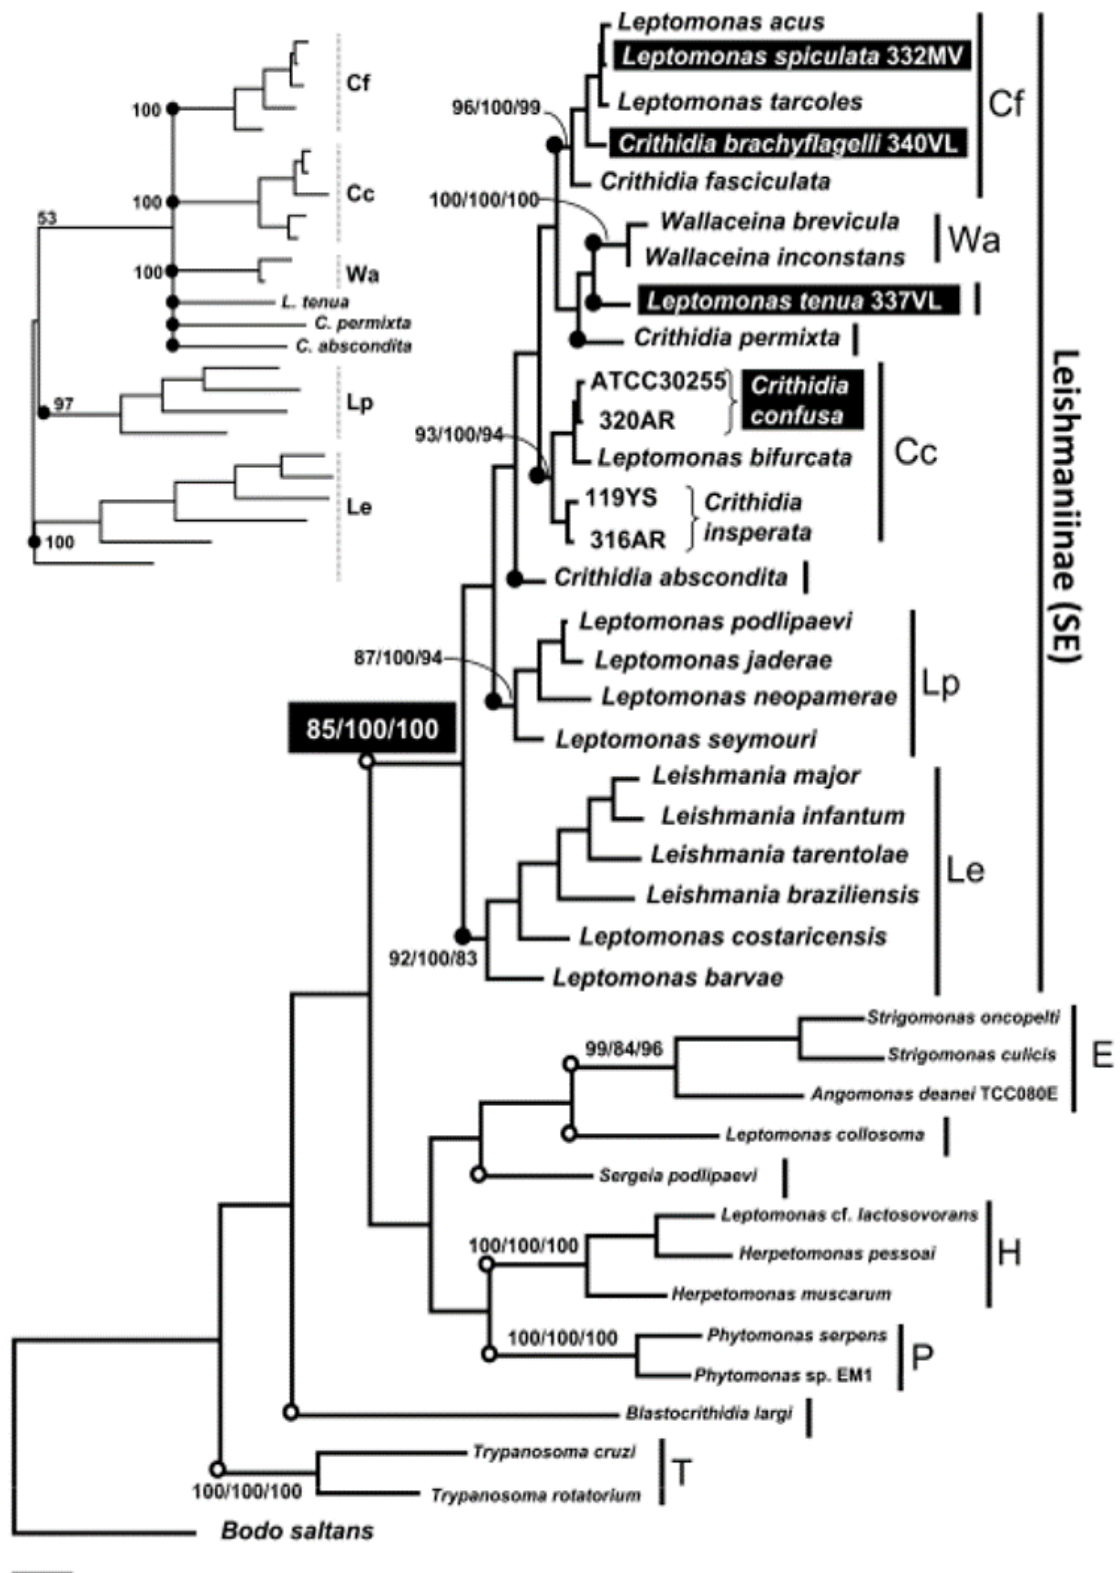 Cf
100
Cc
100
53
Wa
100
L. tenua
C. permixta
C. abscondita
Lp
97
Le
100
Leptomonas acus
Leptomonas spiculata 332MV
Leptomonas tarcoles
96/100/99
Cf
Crithidia brachyflagelli 340VL
Crithidia fasciculata
100/100/100
Wallaceina brevicula
Wa
Wallaceina inconstans
Leptomonas tenua 337VL
Crithidia permixta
ATCC30255
320AR
Crithidia
confusa
93/100/94
Leptomonas bifurcata
Cc
119YS
316AR
Crithidia
insperata
Crithidia abscondita
Leishmaniinae (SE)
Leptomonas podlipaevi
87/100/94
Leptomonas jaderae
Lp
Leptomonas neopamerae
85/100/100
Leptomonas seymouri
Leishmania major
Leishmania infantum
Leishmania tarentolae
Le
Leishmania braziliensis
Leptomonas costaricensis
92/100/83
Leptomonas barvae
Strigomonas oncopelti
99/84/96
Strigomonas culicis
E
Angomonas deanei TCC080E
Leptomonas collosoma
Sergeia podlipaevi
Leptomonas cf. lactosovorans
100/100/100
Herpetomonas pessoai
H
Herpetomonas muscarum
100/100/100
Phytomonas serpens
P
Phytomonas sp. EM1
Blastocrithidia largi
Trypanosoma cruzi
T
100/100/100
Trypanosoma rotatorium
Bodo saltans